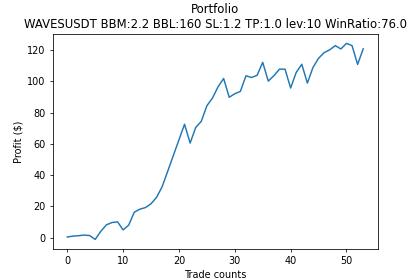 Portfolio
WAVESUSDT BBM:2.2 BBL:160 SL:1.2 TP:1.0 lev:10 WinRatio:76.0
120
100
80
60
40
20
0
Profit ($)
0 10 20 30 40 50
Trade counts